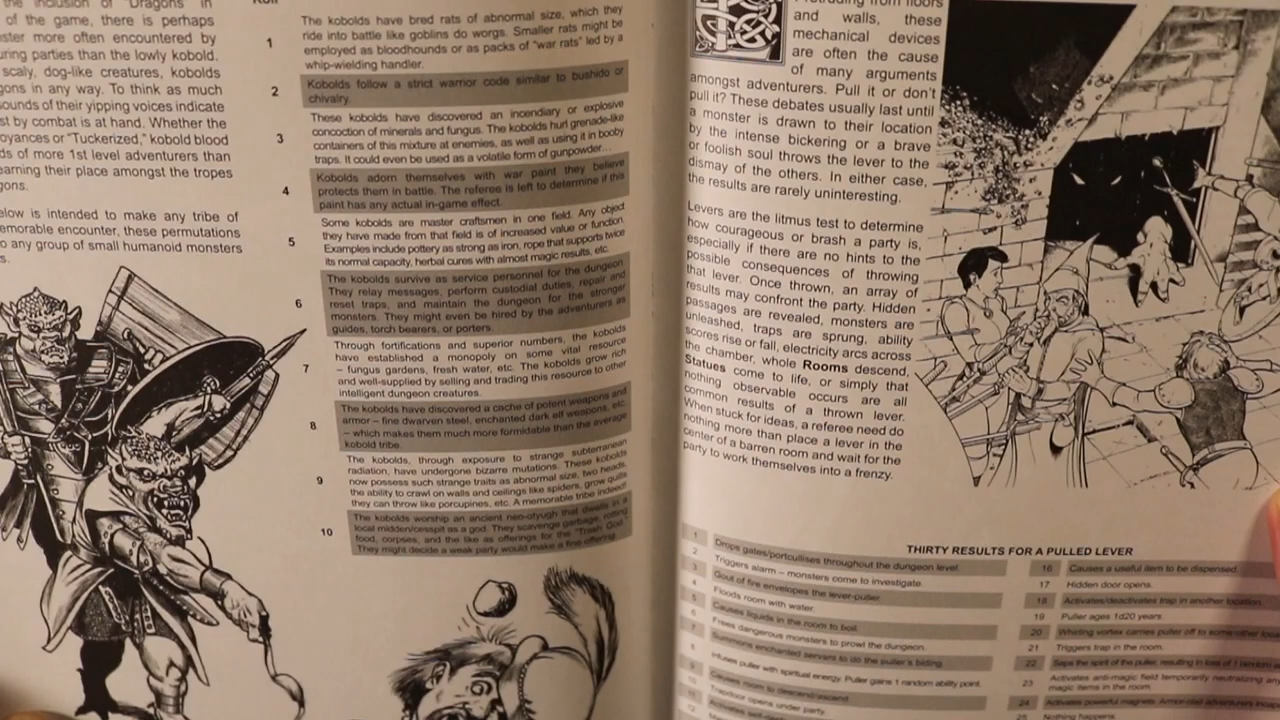 the inclusion of "Dragons" in
of the game, there is perhaps
ster more often encountered by
uring parties than the lowly kobold.
scaly, dog-like creatures, kobolds
gons in any way. To think as much
sounds of their yipping voices indicate
st by combat is at hand. Whether the
oyances or "Tuckerized," kobold blood
ds of more 1st level adventurers than
earning their place amongst the tropes
gons.
elow is intended to make any tribe of
emorable encounter, these permutations
o any group of small humanoid monsters
s.
Roll
1
The kobolds have bred rats of abnormal size, which they
ride into battle like goblins do worgs. Smaller rats might be
employed as bloodhounds or as packs of "war rats" led by a
whip-wielding handler.
2
Kobolds follow a strict warrior code similar to bushido or
chivalry.
3
These kobolds have discovered an incendiary or explosive
concoction of minerals and fungus. The kobolds hurl grenade-like
containers of this mixture at enemies, as well as using it in booby
traps. It could even be used as a volatile form of gunpowder…
4
Kobolds adorn themselves with war paint they believe
protects them in battle. The referee is left to determine if this
paint has any actual in-game effect.
5
Some kobolds are master craftsmen in one field. Any object
they have made from that field is of increased value or function.
Examples include pottery as strong as iron, rope that supports twice
its normal capacity, herbal cures with almost magic results, etc.
6
The kobolds survive as service personnel for the dungeon.
They relay messages, perform custodial duties, repair and
reset traps, and maintain the dungeon for the stronger
monsters. They might even be hired by the adventurers as
guides, torch bearers, or porters.
7
Through fortifications and superior numbers, the kobolds
have established a monopoly on some vital resource
– fungus gardens, fresh water, etc. The kobolds grow rich
and well-supplied by selling and trading this resource to other
intelligent dungeon creatures.
8
The kobolds have discovered a cache of potent weapons and
armor – fine dwarven steel, enchanted dark elf weapons, etc.
– which makes them much more formidable than the average
kobold tribe.
9
The kobolds, through exposure to strange subterranean
radiation, have undergone bizarre mutations. These kobolds
now possess such strange traits as abnormal size, two heads,
the ability to crawl on walls and ceilings like spiders, grow quills
they can throw like porcupines, etc. A memorable tribe indeed!
10
The kobolds worship an ancient neo-otyugh that dwells in a
local midden/cesspit as a god. They scavenge garbage, rotting
food, corpses, and the like as offerings for the "Trash God."
They might decide a weak party would make a fine offering.
Protruding from floors
and walls, these
mechanical devices
are often the cause
of many arguments
amongst adventurers. Pull it or don't
pull it? These debates usually last until
a monster is drawn to their location
by the intense bickering or a brave
or foolish soul throws the lever to the
dismay of the others. In either case,
the results are rarely uninteresting.
Levers are the litmus test to determine
how courageous or brash a party is,
especially if there are no hints to the
possible consequences of throwing
that lever. Once thrown, an array of
results may confront the party. Hidden
passages are revealed, monsters are
unleashed, traps are sprung, ability
scores rise or fall, electricity arcs across
the chamber, whole Rooms descend,
Statues come to life, or simply that
nothing observable occurs are all
common results of a thrown lever.
When stuck for ideas, a referee need do
nothing more than place a lever in the
center of a barren room and wait for the
party to work themselves into a frenzy.
THIRTY RESULTS FOR A PULLED LEVER
1 Drops gates/portcullises throughout the dungeon level.
2 Triggers alarm – monsters come to investigate.
3 Gout of fire envelopes the lever-puller.
4 Floods room with water.
5 Causes liquids in the room to boil.
6 Frees dangerous monsters to prowl the dungeon.
7 Summons enchanted servers to do the puller's biding.
8 Infuses puller with spiritual energy. Puller gains 1 random ability point.
9 Causes room to descend/ascend.
10 Trapdoor opens under party.
11 Activates
12
16 Causes a useful item to be dispensed.
17 Hidden door opens.
18 Activates/deactivates trap in another location.
19 Puller ages 1d20 years.
20 Whirling vortex carries puller off to
21 Triggers trap in the room.
22 Saps the spirit of the puller, resulting in loss of 1 random
23 Activates anti-magic field temporarily neutralizing
magic items in the room.
24 Activates powerful magnets. Armor-clad adventurers
25 Nothing happens.